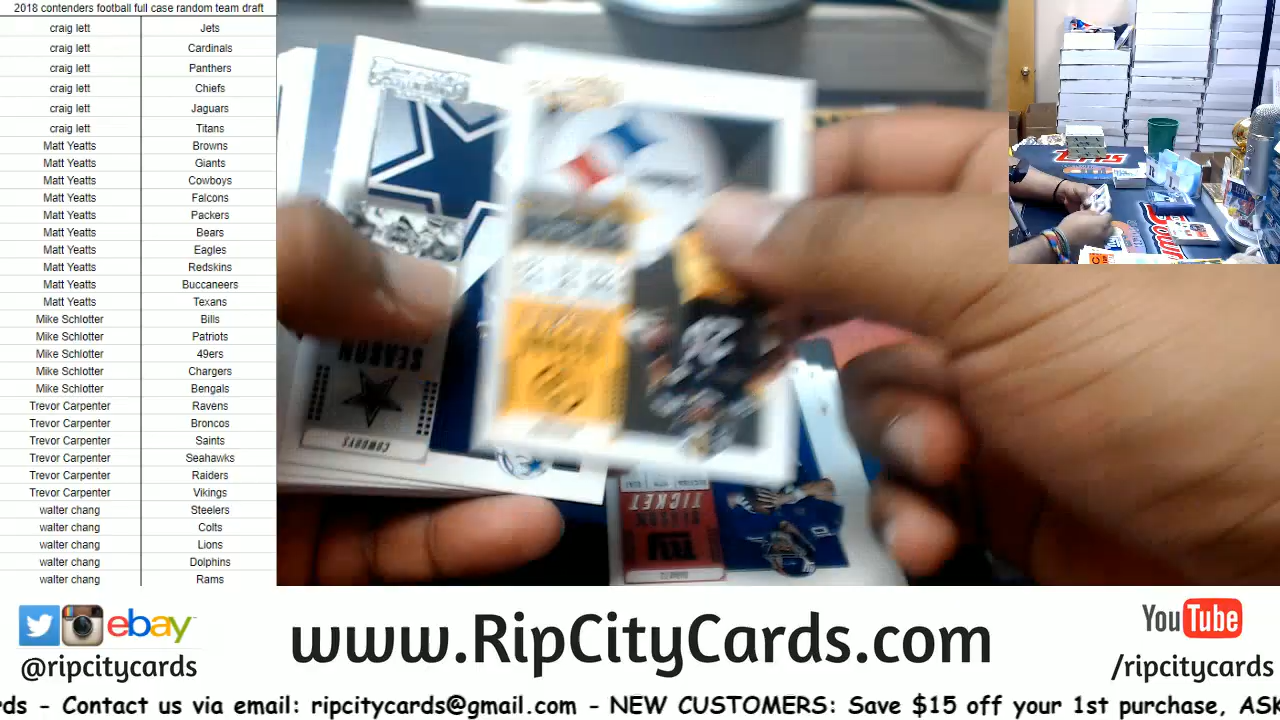 2018 contenders football full case random team draft
craig lett Jets
craig lett Cardinals
craig lett Panthers
craig lett Chiefs
craig lett Jaguars
craig lett Titans
Matt Yeatts Browns
Matt Yeatts Giants
Matt Yeatts Cowboys
Matt Yeatts Falcons
Matt Yeatts Packers
Matt Yeatts Bears
Matt Yeatts Eagles
Matt Yeatts Redskins
Matt Yeatts Buccaneers
Matt Yeatts Texans
Mike Schlotter Bills
Mike Schlotter Patriots
Mike Schlotter 49ers
Mike Schlotter Chargers
Mike Schlotter Bengals
Trevor Carpenter Ravens
Trevor Carpenter Broncos
Trevor Carpenter Saints
Trevor Carpenter Seahawks
Trevor Carpenter Raiders
Trevor Carpenter Vikings
walter chang Steelers
walter chang Colts
walter chang Lions
walter chang Dolphins
walter chang Rams
SEASON
COWBOYS
26
SEASON
TICKET
Topps
ebay
@ripcitycards
www.RipCityCards.com
YouTube
/ripcitycards
rds - Contact us via email: ripcitycards@gmail.com - NEW CUSTOMERS: Save $15 off your 1st purchase, ASK